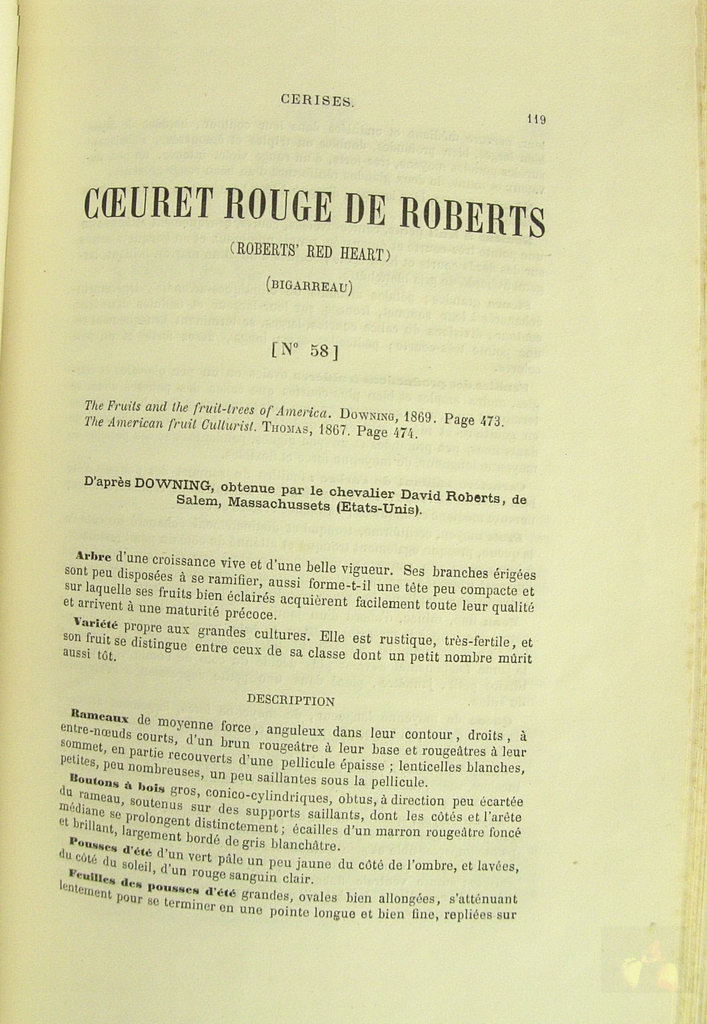 CERISES.
119
CŒURET ROUGE DE ROBERTS
(ROBERTS' RED HEART)
(BIGARREAU)
[N° 58]
The Fruits and the fruit-trees of America. DOWNING, 1869. Page 473.
The American fruit Culturist. THOMAS, 1867. Page 474.
D'après DOWNING, obtenue par le chevalier David Roberts, de
Salem, Massachussets (Etats-Unis).
Arbre d'une croissance vive et d'une belle vigueur. Ses branches érigées
sont peu disposées à se ramifier, aussi forme-t-il une tête peu compacte et
sur laquelle ses fruits bien éclairés acquièrent facilement toute leur qualité
et arrivent à une maturité précoce.
Variété propre aux grandes cultures. Elle est rustique, très-fertile, et
son fruit se distingue entre ceux de sa classe dont un petit nombre mûrit
aussi tôt.
DESCRIPTION
Rameaux de moyenne force, anguleux dans leur contour, droits, à
entre-nœuds courts, d'un brun rougeâtre à leur base et rougeâtres à leur
sommet, en partie recouverts d'une pellicule épaisse ; lenticelles blanches,
petites, peu nombreuses, un peu saillantes sous la pellicule.
Boutons à bois gros, conico-cylindriques, obtus, à direction peu écartée
du rameau, soutenus sur des supports saillants, dont les côtés et l'arête
médiane se prolongent distinctement ; écailles d'un marron rougeâtre foncé
et brillant, largement bordé de gris blanchâtre.
Pousses d'été d'un vert pâle un peu jaune du côté de l'ombre, et lavées,
du côté du soleil, d'un rouge sanguin clair.
Feuilles des pousses d'été grandes, ovales bien allongées, s'atténuant
lentement pour se terminer en une pointe longue et bien fine, repliées sur